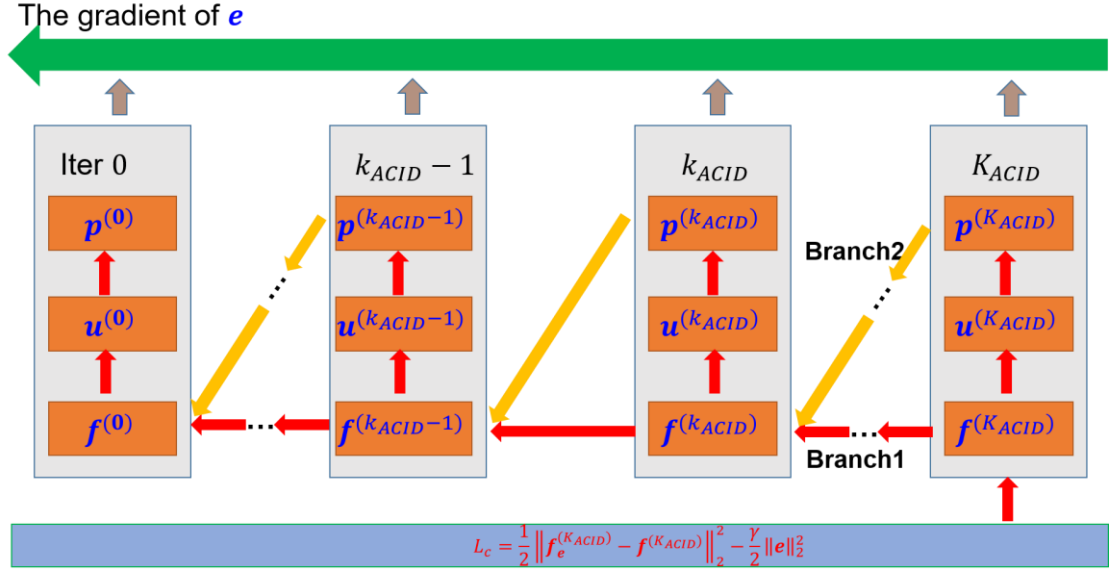 The gradient of e
Iter 0
k_{ACID} − 1
k_{ACID}
K_{ACID}
p^{(0)}
p^{(k_{ACID}−1)}
p^{(k_{ACID})}
p^{(K_{ACID})}
Branch2
u^{(0)}
u^{(k_{ACID}−1)}
u^{(k_{ACID})}
u^{(K_{ACID})}
f^{(0)}
f^{(k_{ACID}−1)}
f^{(k_{ACID})}
f^{(K_{ACID})}
Branch1
L_c = \frac{1}{2} ‖f_e^{(K_{ACID})} − f^{(K_{ACID})}‖_2^2 − \frac{γ}{2} ‖e‖_2^2